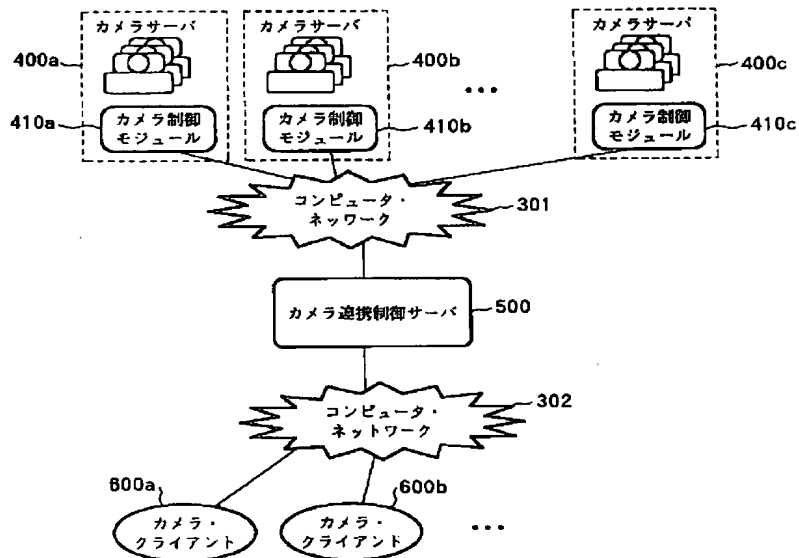 カメラサーバ
カメラサーバ
カメラサーバ
400a
400b
400c
...
410a
カメラ制御
モジュール
カメラ制御
モジュール
410b
カメラ制御
モジュール
410c
コンピュータ・
ネッワーク
301
カメラ連携制御サーバ
500
コンピュータ・
ネットワーク
302
600a
600b
カメラ・
クライアント
カメラ・
クライアント
...